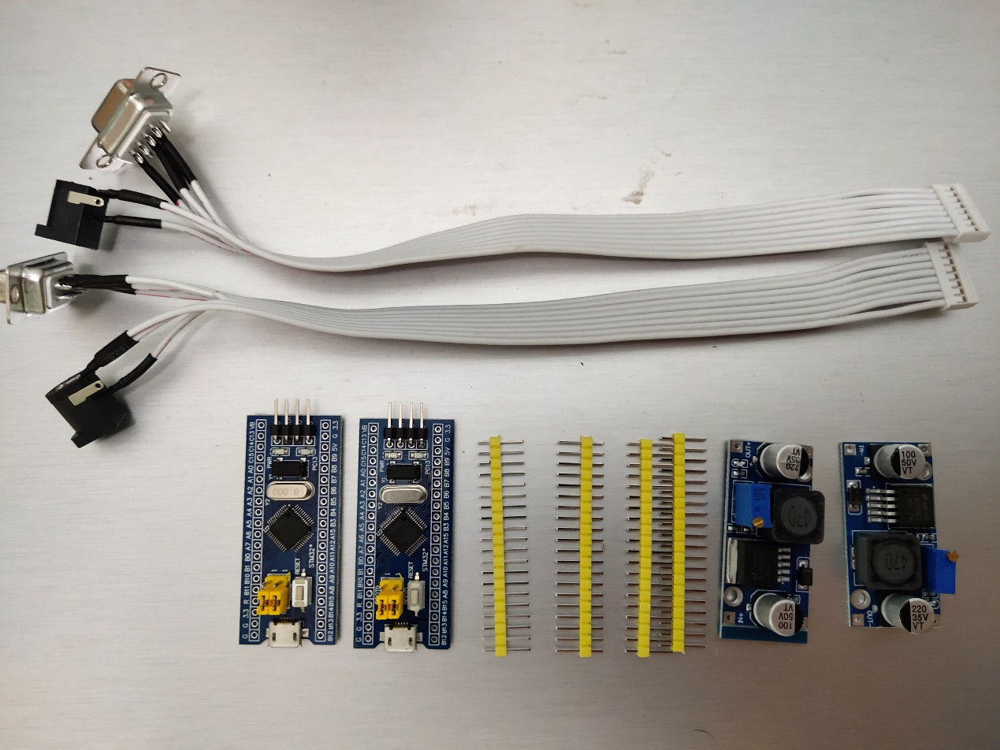 VB C13 C14 C15 A0 A1 A2 A3 A4 A5 A6 A7 B0 B1 B10 B11 R 3.3 G G
PWR
PC13
Y1
8.000
Y2
STM32
RESET
3.3 G 5V B9 B8 B7 B6 B5 B4 B3 A15 A12 A11 A10 A9 A8 B15 B14 B13 B12
VB C13 C14 C15 A0 A1 A2 A3 A4 A5 A6 A7 B0 B1 B10 B11 R 3.3 G G
PWR
PC13
Y1
Y2
STM32
RESET
3.3 G 5V B9 B8 B7 B6 B5 B4 B3 A15 A12 A11 A10 A9 A8 B15 B14 B13 B12
OUT+
220
35V
VT
470
IN+
100
50V
VT
IN+
100
50V
VT
470
OUT
220
35V
VT